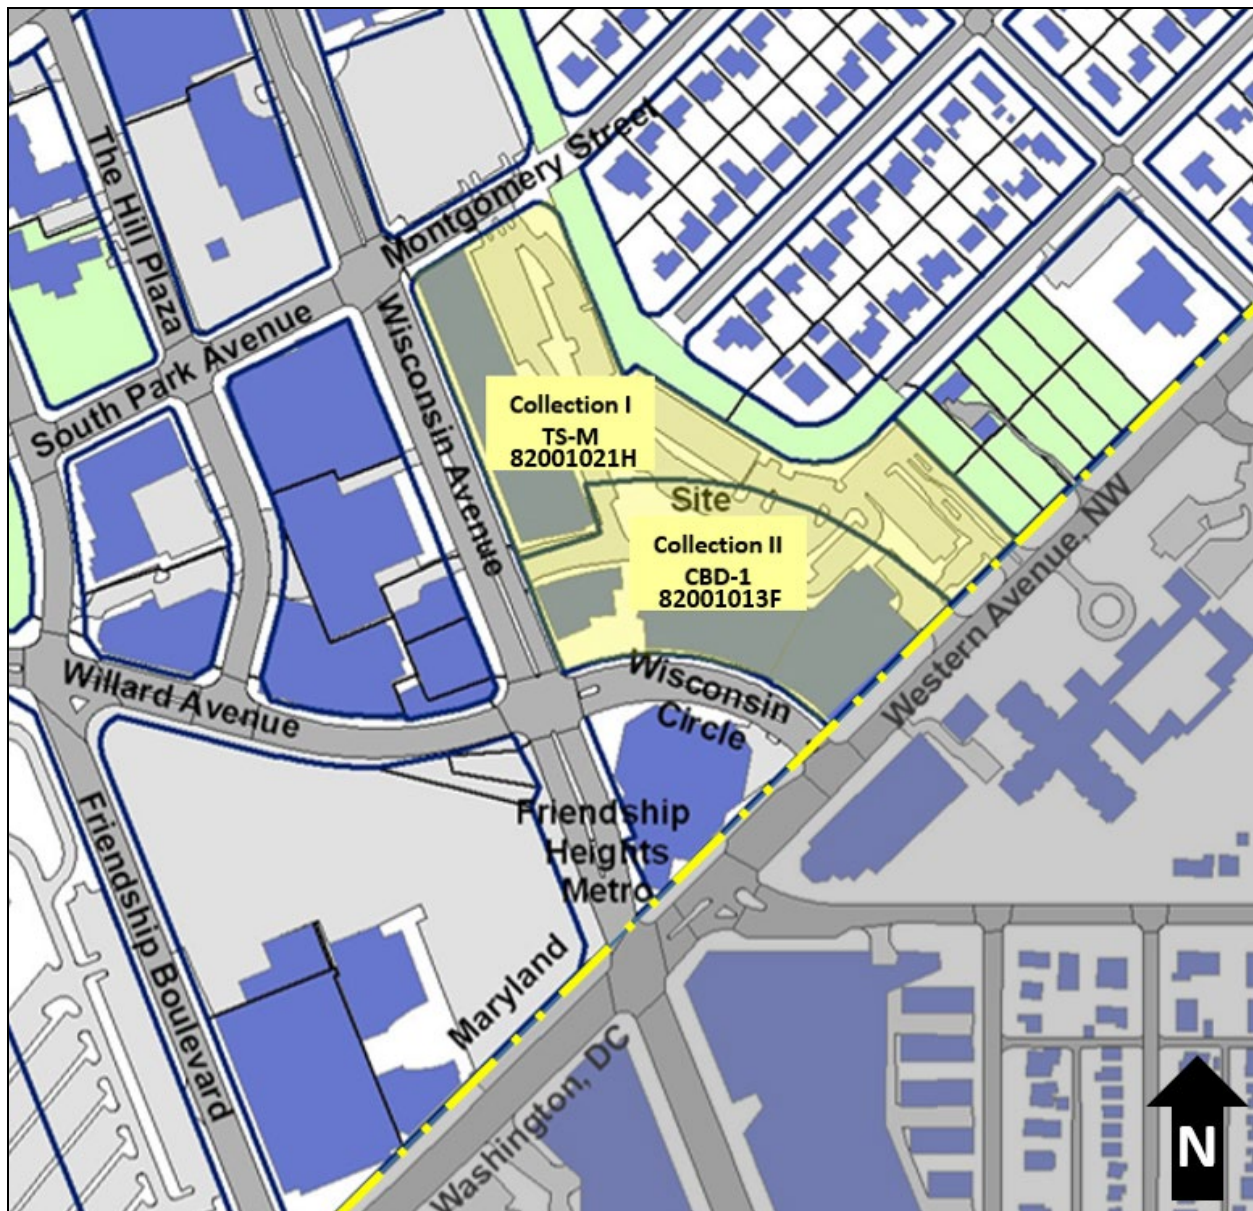 The Hill Plaza
Montgomery Street
South Park Avenue
Wisconsin Avenue
Collection I
TS-M
82001021H
Site
Collection II
CBD-1
82001013F
Willard Avenue
Wisconsin
Circle
Western Avenue, NW
Friendship
Heights
Metro
Friendship Boulevard
Maryland
Washington, DC
N